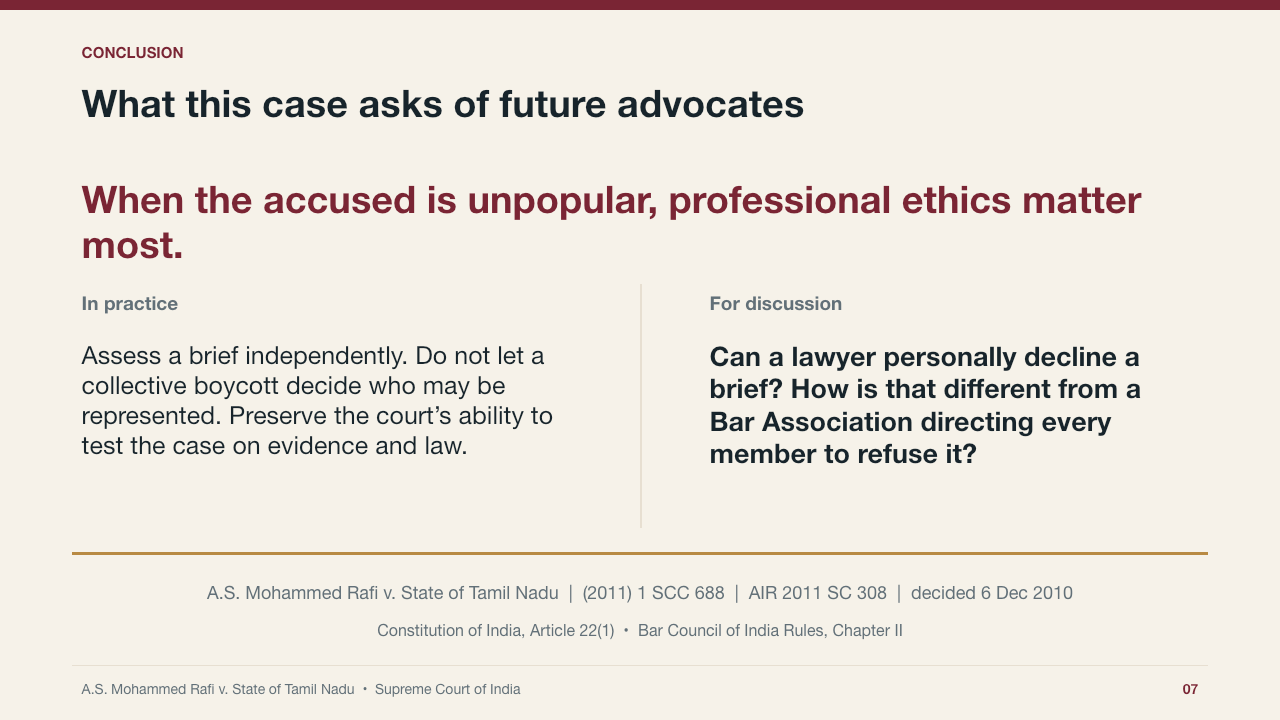 CONCLUSION
What this case asks of future advocates
When the accused is unpopular, professional ethics matter
most.
In practice
Assess a brief independently. Do not let a
collective boycott decide who may be
represented. Preserve the court’s ability to
test the case on evidence and law.
For discussion
Can a lawyer personally decline a
brief? How is that different from a
Bar Association directing every
member to refuse it?
A.S. Mohammed Rafi v. State of Tamil Nadu | (2011) 1 SCC 688 | AIR 2011 SC 308 | decided 6 Dec 2010
Constitution of India, Article 22(1) • Bar Council of India Rules, Chapter II
A.S. Mohammed Rafi v. State of Tamil Nadu • Supreme Court of India
07